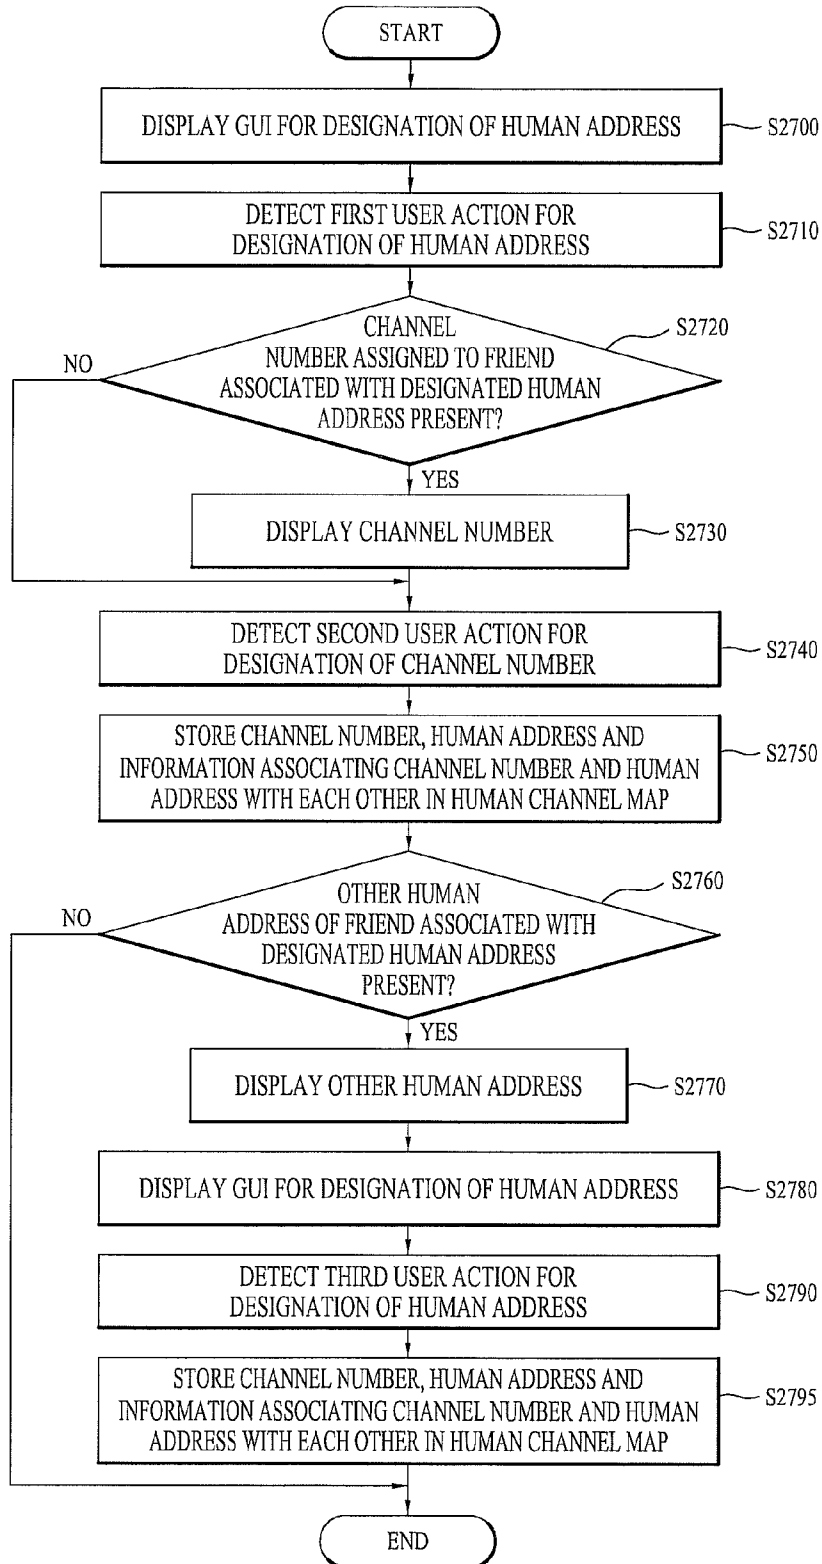 START
DISPLAY GUI FOR DESIGNATION OF HUMAN ADDRESS
S2700
DETECT FIRST USER ACTION FOR
DESIGNATION OF HUMAN ADDRESS
S2710
CHANNEL
NUMBER ASSIGNED TO FRIEND
ASSOCIATED WITH DESIGNATED HUMAN
ADDRESS PRESENT?
S2720
NO
YES
DISPLAY CHANNEL NUMBER
S2730
DETECT SECOND USER ACTION FOR
DESIGNATION OF CHANNEL NUMBER
S2740
STORE CHANNEL NUMBER, HUMAN ADDRESS AND
INFORMATION ASSOCIATING CHANNEL NUMBER AND HUMAN
ADDRESS WITH EACH OTHER IN HUMAN CHANNEL MAP
S2750
OTHER HUMAN
ADDRESS OF FRIEND ASSOCIATED WITH
DESIGNATED HUMAN ADDRESS
PRESENT?
S2760
NO
YES
DISPLAY OTHER HUMAN ADDRESS
S2770
DISPLAY GUI FOR DESIGNATION OF HUMAN ADDRESS
S2780
DETECT THIRD USER ACTION FOR
DESIGNATION OF HUMAN ADDRESS
S2790
STORE CHANNEL NUMBER, HUMAN ADDRESS AND
INFORMATION ASSOCIATING CHANNEL NUMBER AND HUMAN
ADDRESS WITH EACH OTHER IN HUMAN CHANNEL MAP
S2795
END